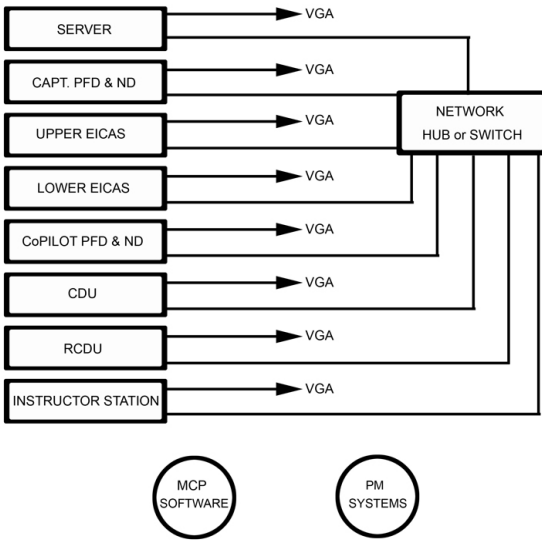 VGA
SERVER
VGA
CAPT. PFD & ND
NETWORK
HUB or SWITCH
VGA
UPPER EICAS
VGA
LOWER EICAS
VGA
CoPILOT PFD & ND
VGA
CDU
VGA
RCDU
VGA
INSTRUCTOR STATION
MCP
SOFTWARE
PM
SYSTEMS